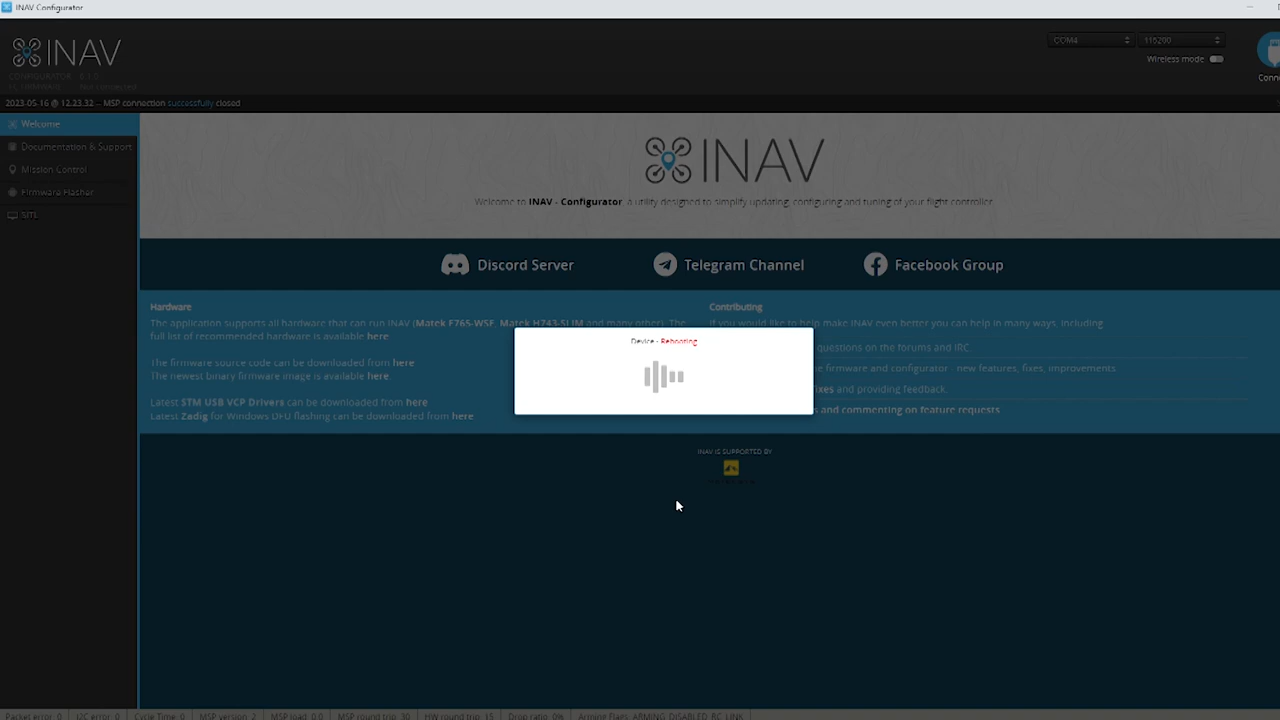 INAV Configurator
INAV
COM4
115200
CONFIGURATOR
Wireless mode
2023-05-16 @ 12:23:32 -- MSP connection successfully closed
Welcome
Documentation & Support
Mission Control
Firmware Flasher
SITL
INAV
Welcome to INAV - Configurator a utility designed to simplify updating, configuring and tuning of your flight controller.
Discord Server
Telegram Channel
Facebook Group
Hardware
The application supports all hardware that can run INAV (Matek F765-WSE, Matek H743-SLIM and many other). The
full list of recommended hardware is available here
The firmware source code can be downloaded from here
The newest binary firmware image is available here
Latest STM USB VCP Drivers can be downloaded from here
Latest Zadig for Windows DFU flashing can be downloaded from here
Contributing
If you would like to help make INAV even better you can help in many ways, including
questions on the forums and IRC.
firmware and configurator - new features, fixes, improvements
and providing feedback.
and commenting on feature requests
Device - Rebooting
INAV IS SUPPORTED BY
Packet error: 0
I2C error: 0
Cycle Time: 0
MSP version: 2
MSP load: 0.0
MSP round trip: 30
HW round trip: 15
Drop ratio: 0%
Arming Flags: ARMING_DISABLED_RC_LINK